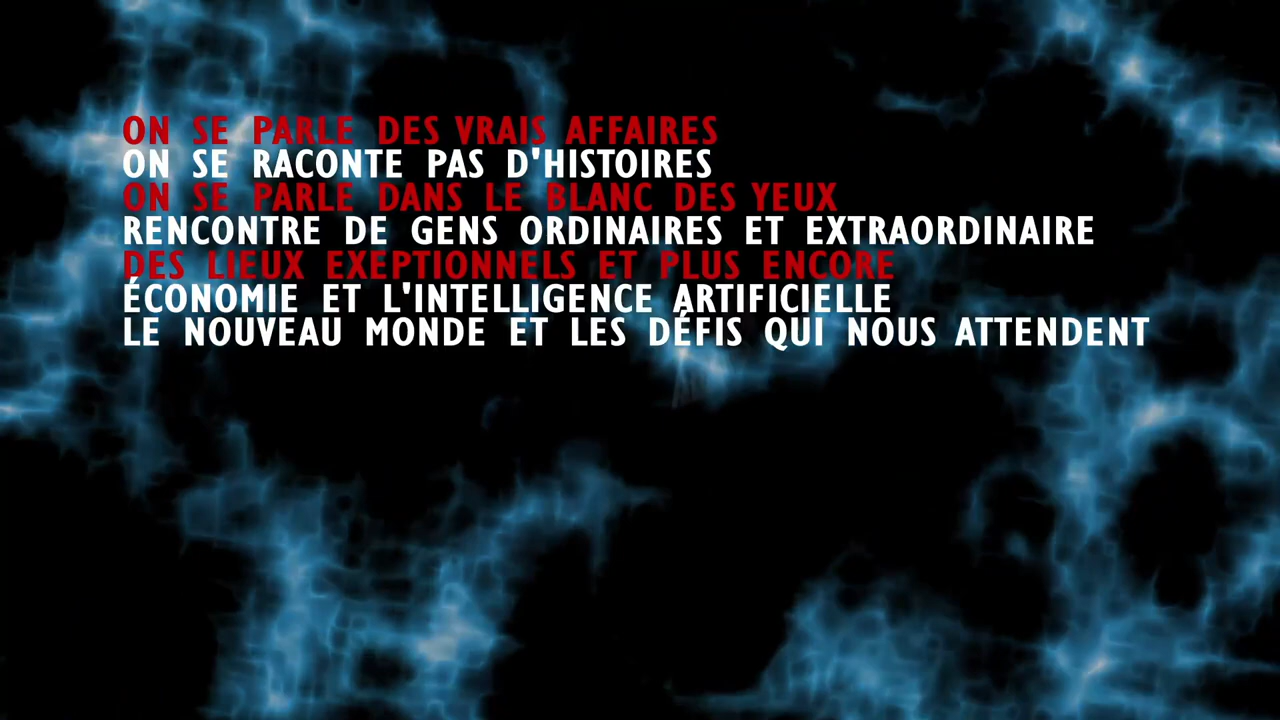 ON SE PARLE DES VRAIS AFFAIRES
ON SE RACONTE PAS D'HISTOIRES
ON SE PARLE DANS LE BLANC DES YEUX
RENCONTRE DE GENS ORDINAIRES ET EXTRAORDINAIRE
DES LIEUX EXEPTIONNELS ET PLUS ENCORE
ÉCONOMIE ET L'INTELLIGENCE ARTIFICIELLE
LE NOUVEAU MONDE ET LES DÉFIS QUI NOUS ATTENDENT